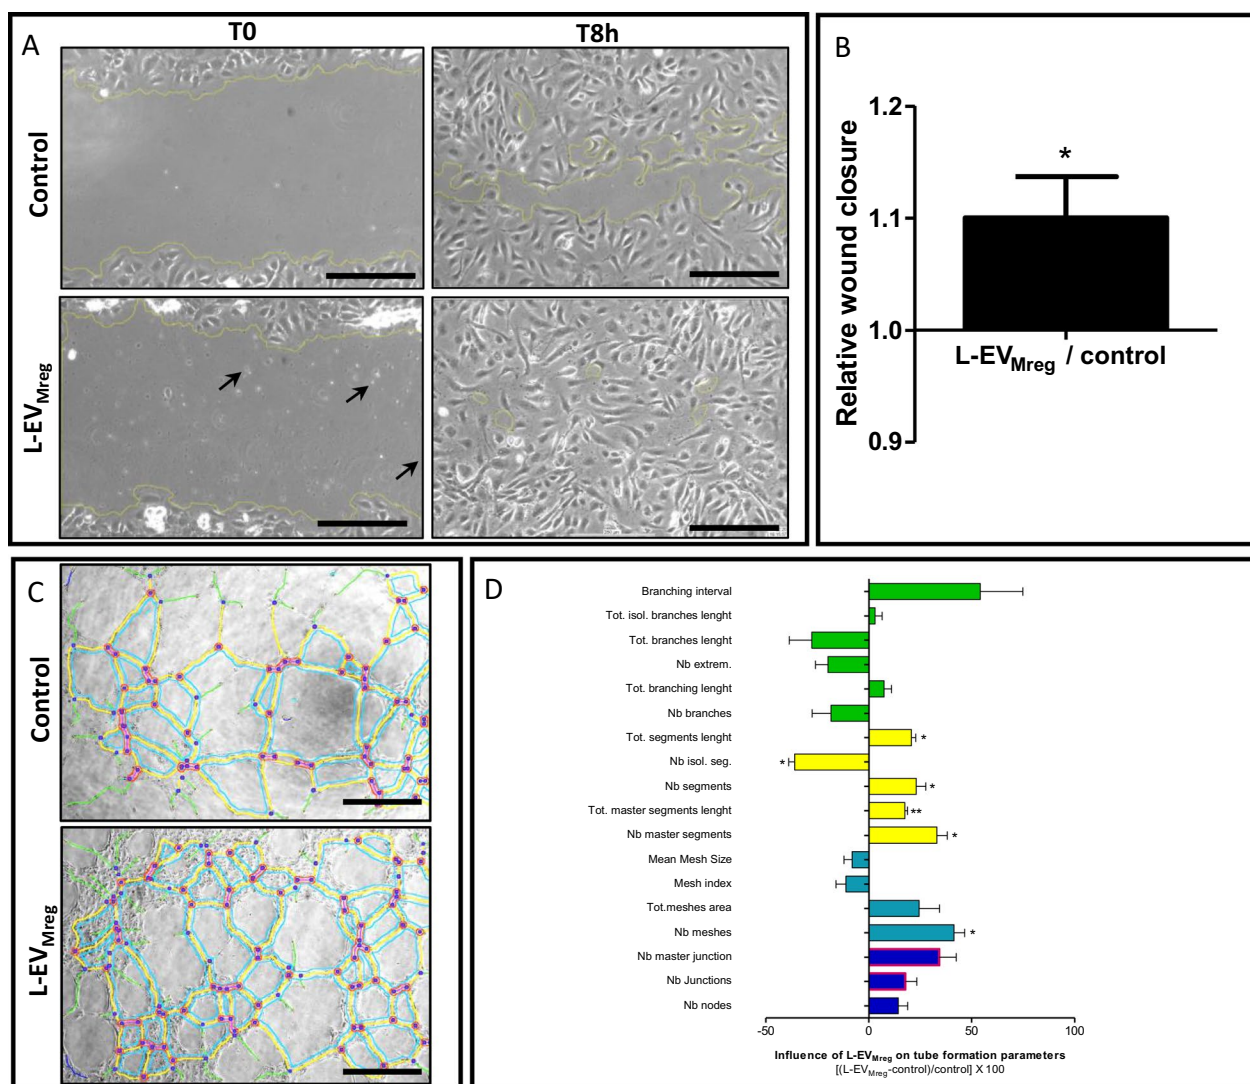 A
T0
T8h
Control
L-EVMreg
B
Relative wound closure
1.2
1.1
1.0
0.9
*
L-EVMreg / control
C
Control
L-EVMreg
D
Branching interval
Tot. isol. branches lenght
Tot. branches lenght
Nb extrem.
Tot. branching lenght
Nb branches
Tot. segments lenght *
Nb isol. seg. *
Nb segments *
Tot. master segments lenght **
Nb master segments *
Mean Mesh Size
Mesh index
Tot.meshes area
Nb meshes *
Nb master junction
Nb Junctions
Nb nodes
-50 0 50 100
Influence of L-EVMreg on tube formation parameters
[(L-EVMreg-control)/control] X 100